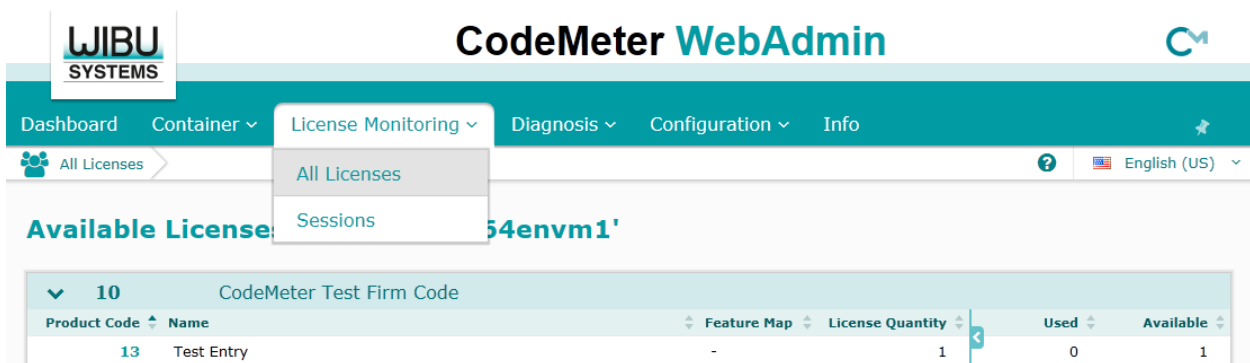 WIBU
SYSTEMS
CodeMeter WebAdmin
Dashboard Container License Monitoring Diagnosis Configuration Info
All Licenses English (US)
All Licenses
Sessions
Available License 64envm1'
10 CodeMeter Test Firm Code
Product Code Name Feature Map License Quantity Used Available
13 Test Entry - 1 0 1